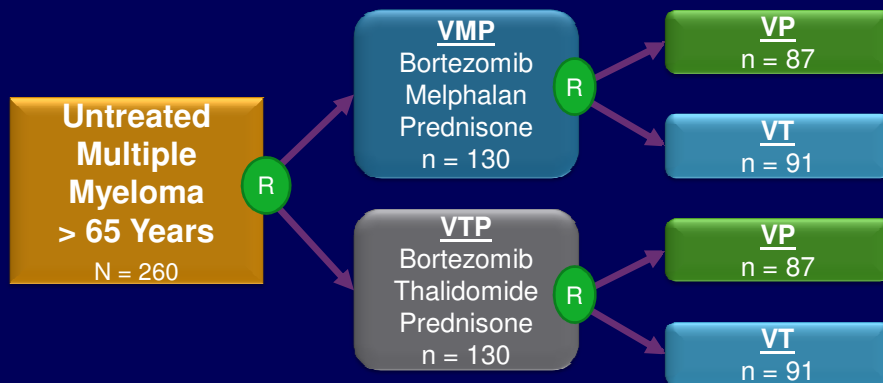 Untreated
Multiple
Myeloma
> 65 Years
N = 260
R
VMP
Bortezomib
Melphalan
Prednisone
n = 130
R
VP
n = 87
VT
n = 91
VTP
Bortezomib
Thalidomide
Prednisone
n = 130
R
VP
n = 87
VT
n = 91